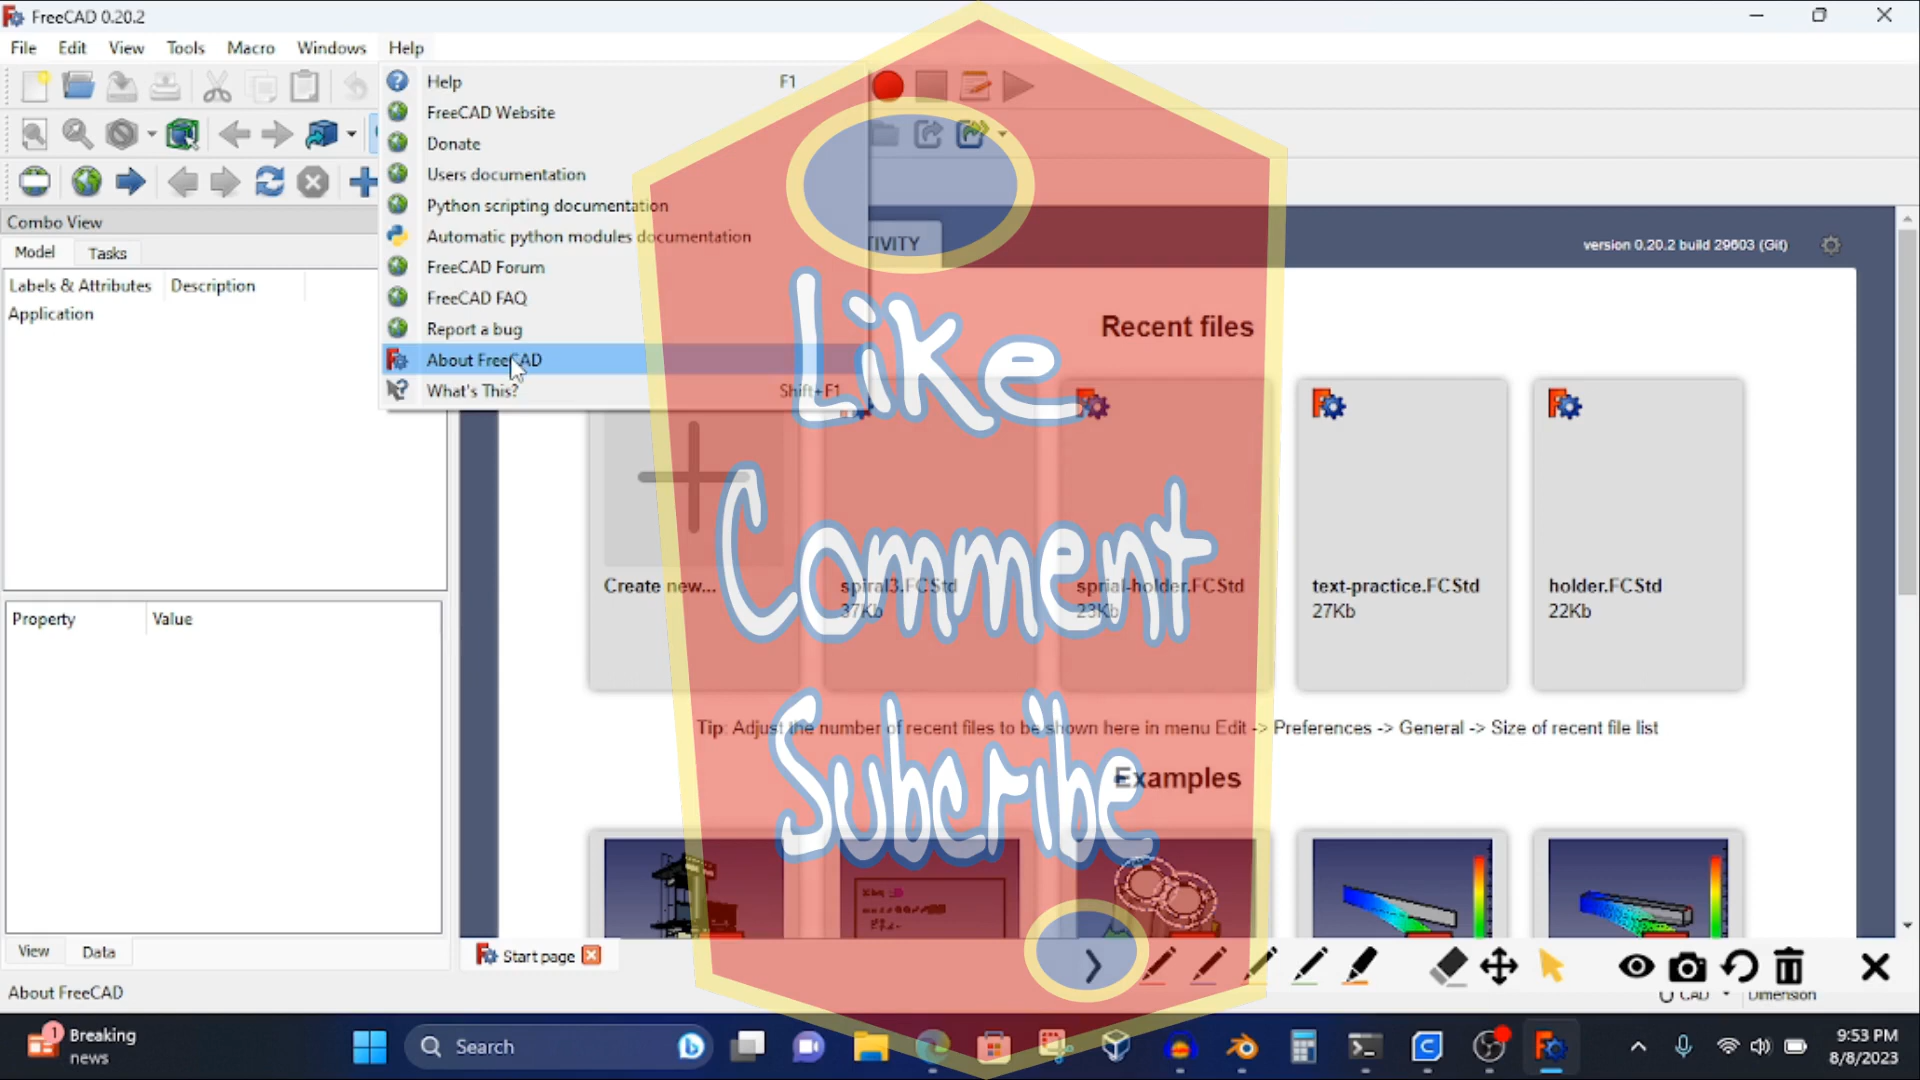 FreeCAD 0.20.2
File Edit View Tools Macro Windows Help
Help F1
FreeCAD Website
Donate
Users documentation
Python scripting documentation
Automatic python modules documentation
FreeCAD Forum
FreeCAD FAQ
Report a bug
About FreeCAD
What's This? Shift+F1
Combo View
Model Tasks
Labels & Attributes Description
Application
Property Value
View Data
TIVITY
version 0.20.2 build 29603 (Git)
Recent files
Create new...
spiral3.FCStd
37Kb
sprial-holder.FCStd
23Kb
text-practice.FCStd
27Kb
holder.FCStd
22Kb
Tip: Adjust the number of recent files to be shown here in menu Edit -> Preferences -> General -> Size of recent file list
Examples
Like
Comment
Subcribe
Start page
About FreeCAD
CAD Dimension
1
Breaking
news
Search
9:53 PM
8/8/2023